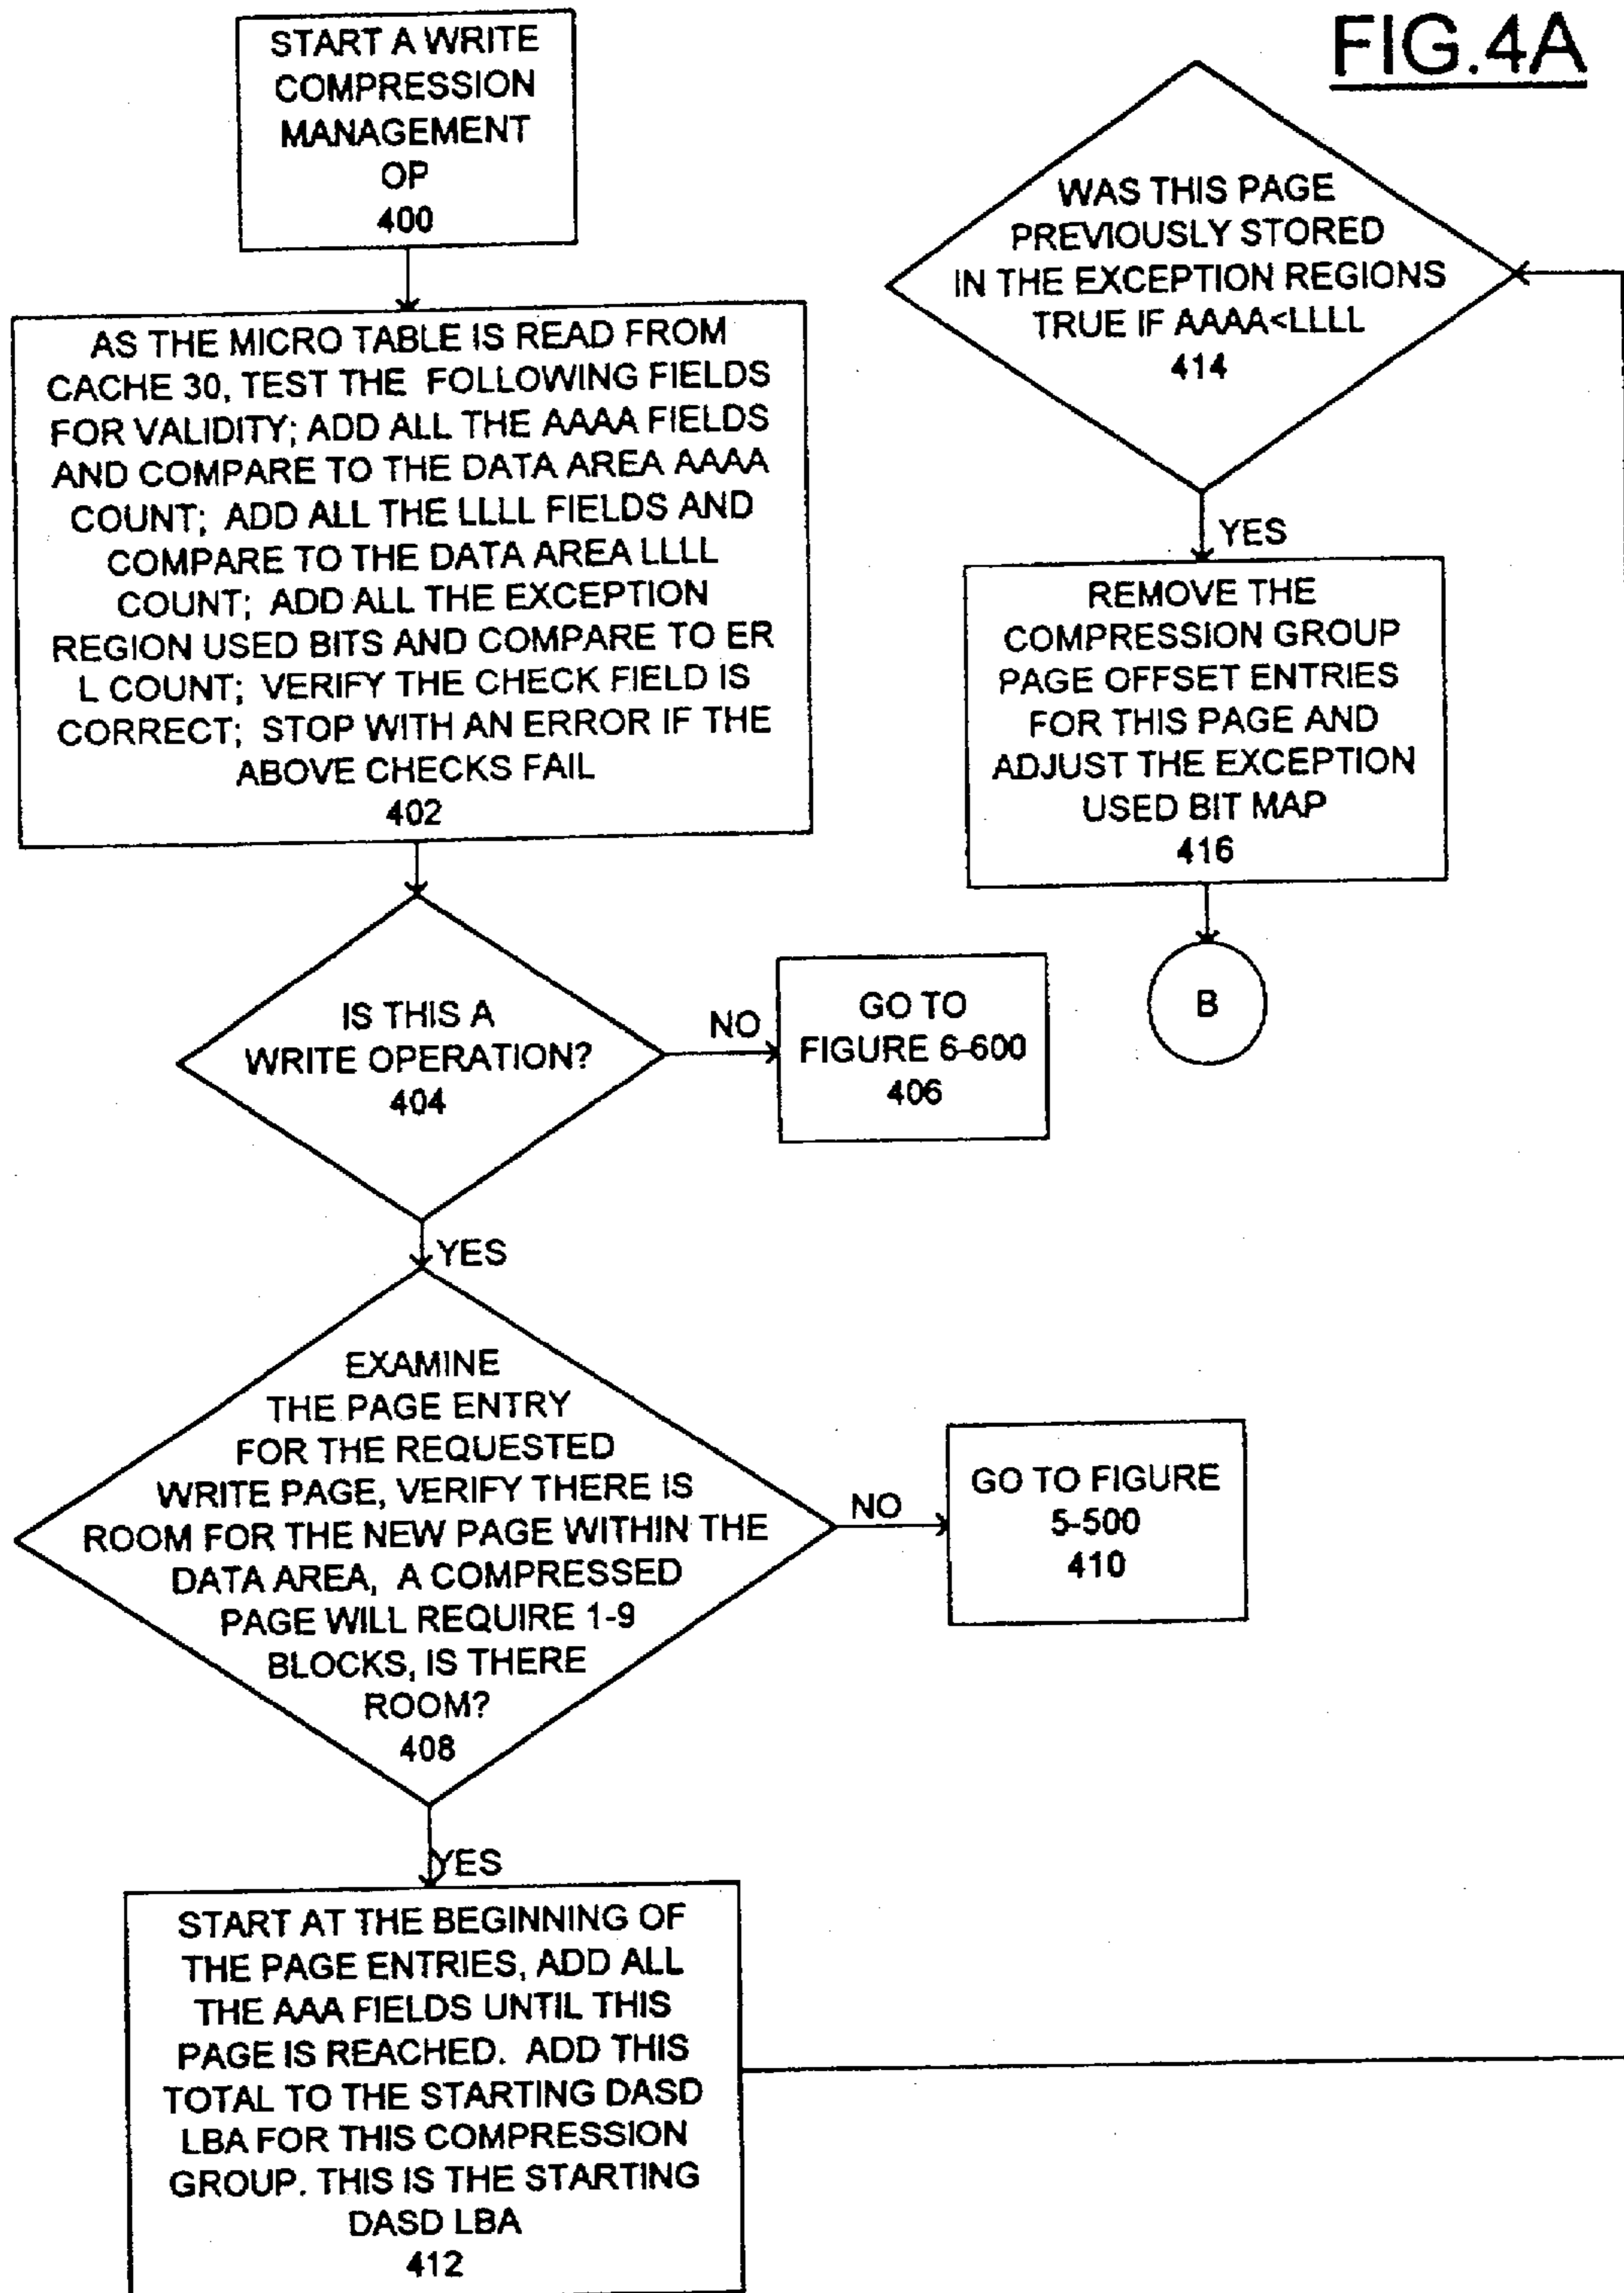 FIG.4A
START A WRITE
COMPRESSION
MANAGEMENT
OP
400
AS THE MICRO TABLE IS READ FROM
CACHE 30, TEST THE FOLLOWING FIELDS
FOR VALIDITY; ADD ALL THE AAAA FIELDS
AND COMPARE TO THE DATA AREA AAAA
COUNT; ADD ALL THE LLLL FIELDS AND
COMPARE TO THE DATA AREA LLLL
COUNT; ADD ALL THE EXCEPTION
REGION USED BITS AND COMPARE TO ER
L COUNT; VERIFY THE CHECK FIELD IS
CORRECT; STOP WITH AN ERROR IF THE
ABOVE CHECKS FAIL
402
IS THIS A
WRITE OPERATION?
404
NO
GO TO
FIGURE 6-600
406
YES
EXAMINE
THE PAGE ENTRY
FOR THE REQUESTED
WRITE PAGE, VERIFY THERE IS
ROOM FOR THE NEW PAGE WITHIN THE
DATA AREA, A COMPRESSED
PAGE WILL REQUIRE 1-9
BLOCKS, IS THERE
ROOM?
408
NO
GO TO FIGURE
5-500
410
YES
START AT THE BEGINNING OF
THE PAGE ENTRIES, ADD ALL
THE AAA FIELDS UNTIL THIS
PAGE IS REACHED. ADD THIS
TOTAL TO THE STARTING DASD
LBA FOR THIS COMPRESSION
GROUP. THIS IS THE STARTING
DASD LBA
412
WAS THIS PAGE
PREVIOUSLY STORED
IN THE EXCEPTION REGIONS
TRUE IF AAAA<LLLL
414
YES
REMOVE THE
COMPRESSION GROUP
PAGE OFFSET ENTRIES
FOR THIS PAGE AND
ADJUST THE EXCEPTION
USED BIT MAP
416
B